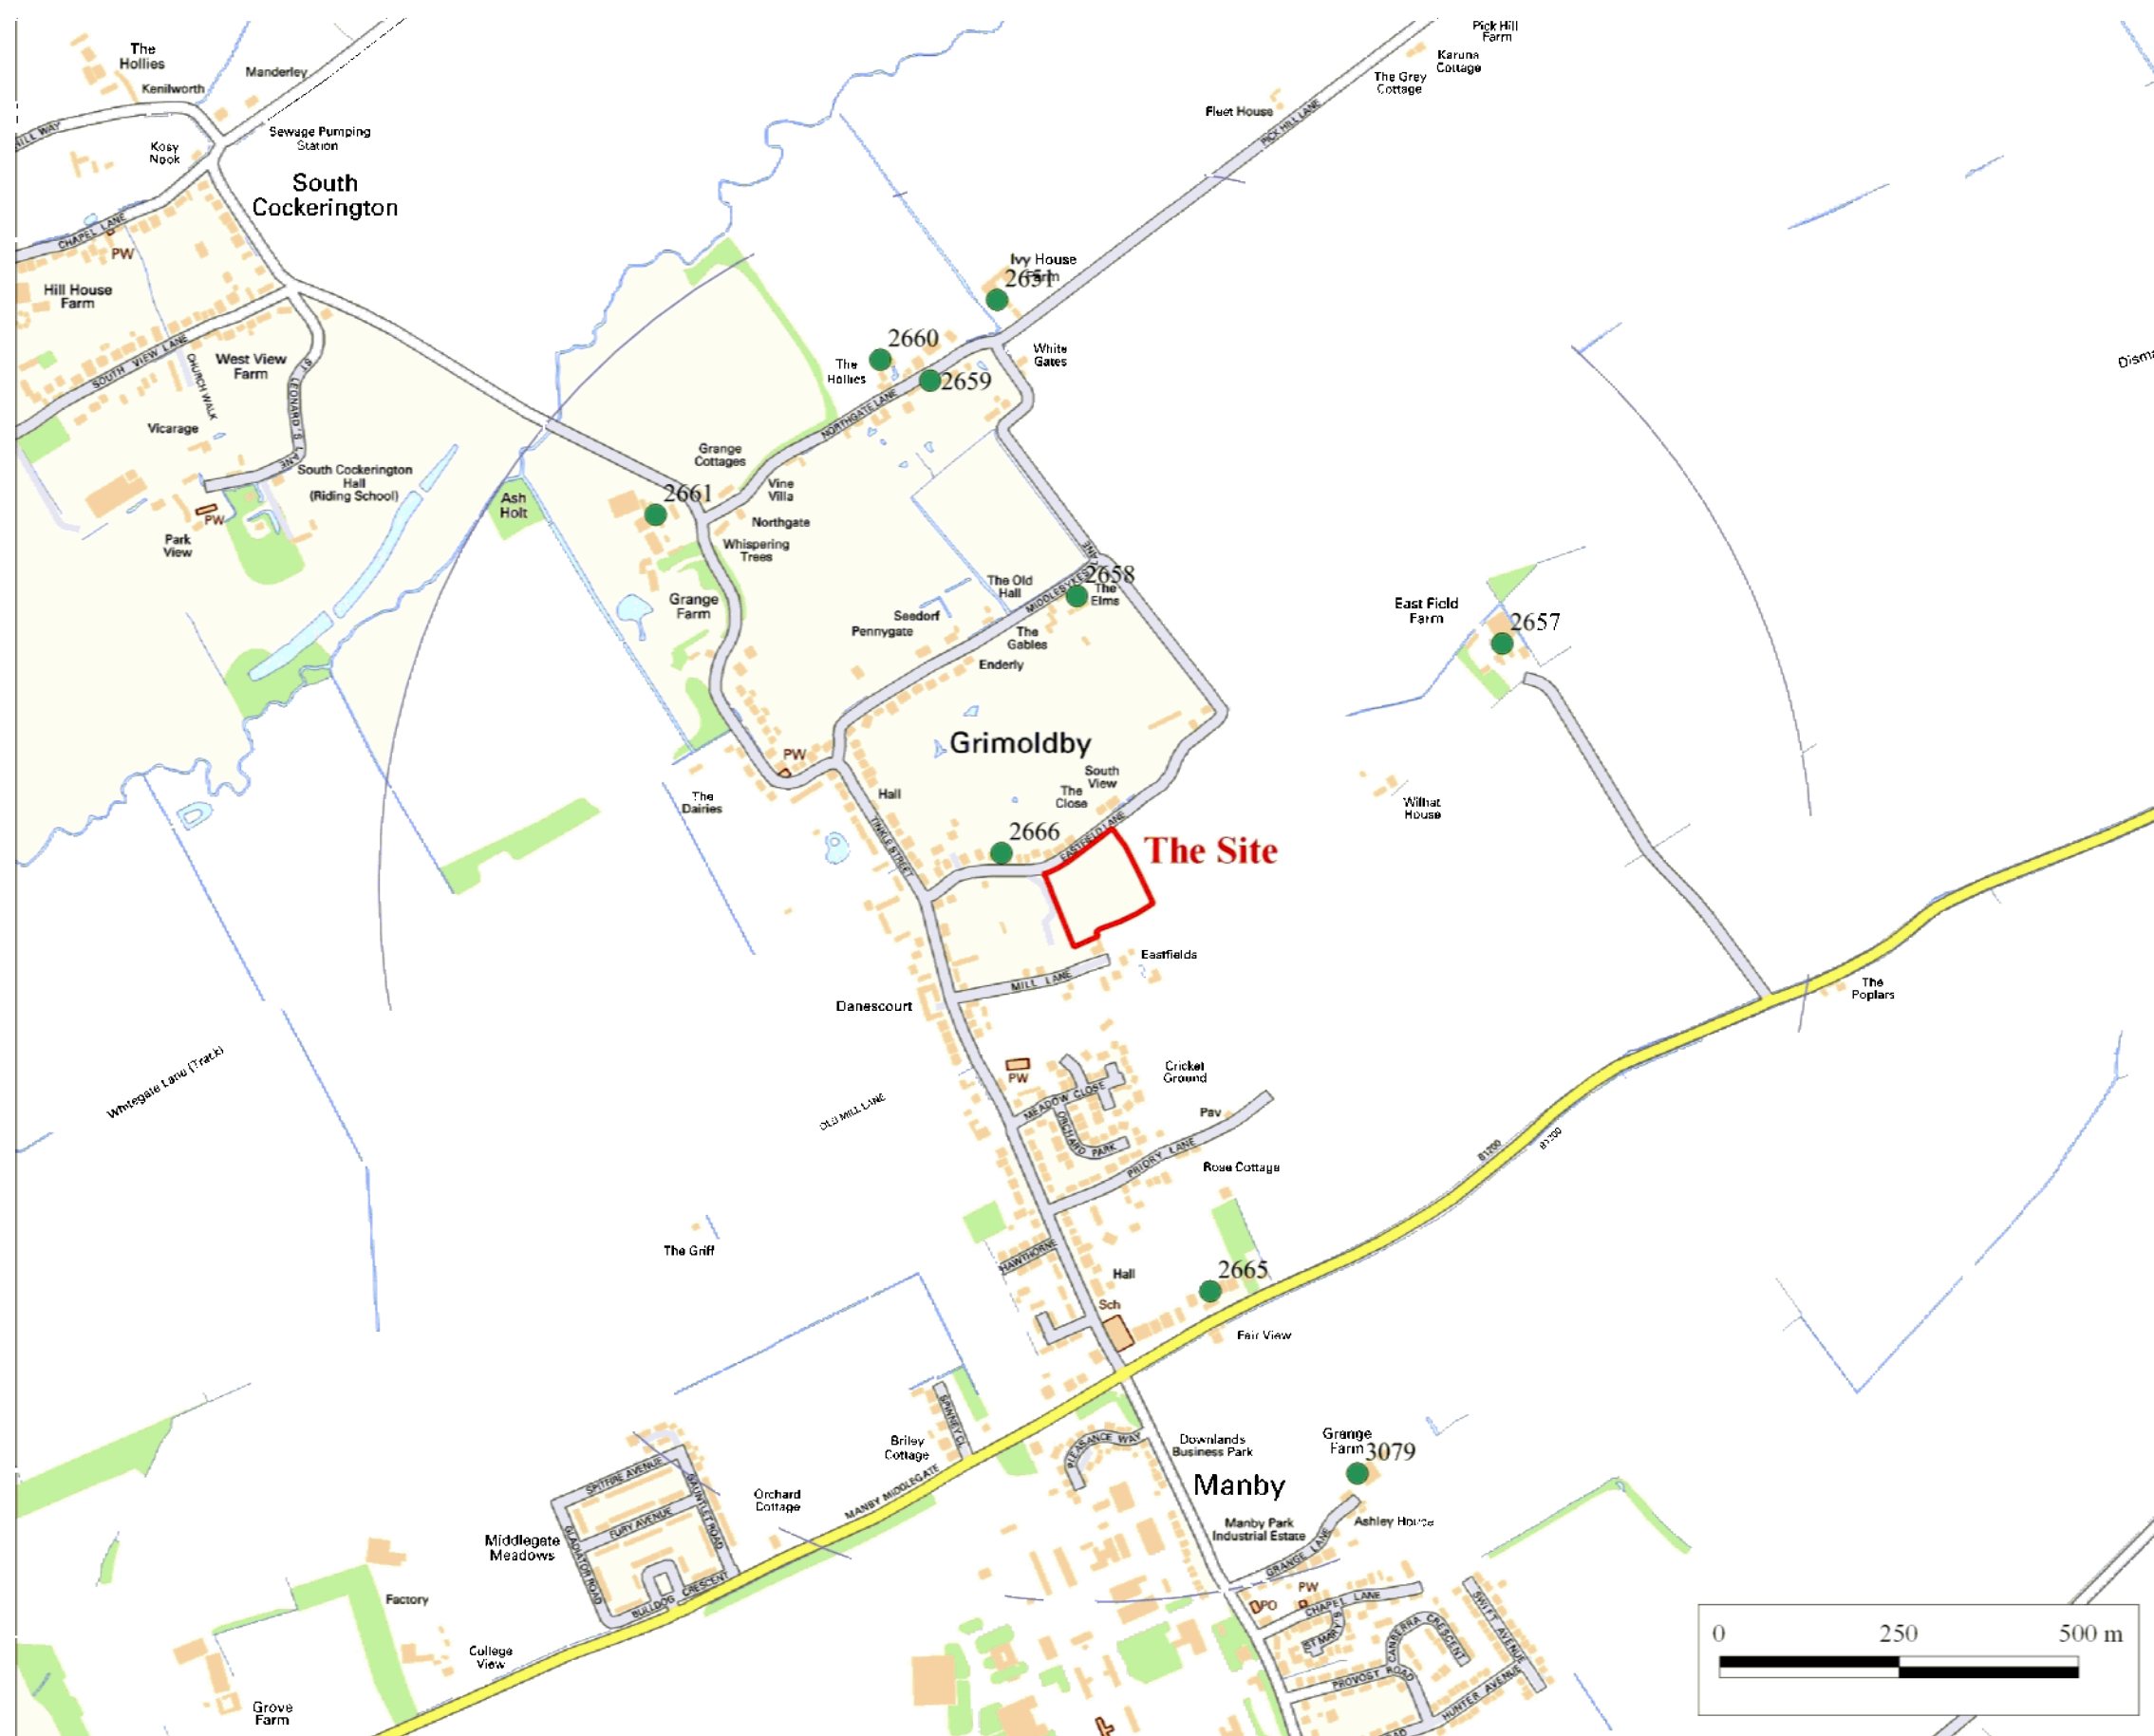 Pick Hill
Farm
Karuna
Cottage
The Grey
Cottage
The
Hollies
Kenilworth
Manderley
Fleet House
PICK HILL LANE
Sewage Pumping
Station
Kosy
Nook
South
Cockerington
CHAPEL LANE
PW
Hill House
Farm
Ivy House
Farm
2651
2660
The
Hollies
2659
White
Gates
NORTHGATE LANE
SOUTH VIEW LANE
CHURCH WALK
West View
Farm
ST LEONARD'S LANE
Vicarage
South Cockerington
Hall
(Riding School)
PW
Park
View
Grange
Cottages
Vine
Villa
2661
Ash
Holt
Northgate
Whispering
Trees
Grange
Farm
The Old
Hall
2658
The
Elms
Seedorf
Pennygate
The
Gables
Enderly
East Field
Farm
2657
Grimoldby
PW
South
View
The
Close
Hall
The
Dairies
Wilhat
House
TINKLE STREET
2666
EASTFIELD LANE
The Site
Eastfields
MILL LANE
Danescourt
The
Poplars
Whitegate Lane (Track)
OLD MILL LANE
PW
Cricket
Ground
MEADOW CLOSE
ORCHARD PARK
Pav
PRIORY LANE
Rose Cottage
B1200
B1200
The Griff
HAWTHORNE
Hall
2665
Sch
Fair View
SPINNEY CL
Briley
Cottage
PLEASANCE WAY
Downlands
Business Park
Grange
Farm
3079
Manby
SPITFIRE AVENUE
GAUNTLET ROAD
FURY AVENUE
GLADIATOR ROAD
BULLDOG CRESCENT
Orchard
Cottage
MANBY MIDDLEGATE
Middlegate
Meadows
Manby Park
Industrial Estate
Ashley House
GRANGE LANE
Factory
PW
PO
CHAPEL LANE
ST MARY'S
CANBERRA CRESCENT
SWIFT AVENUE
PROVOST ROAD
HUNTER AVENUE
College
View
Grove
Farm
0 250 500 m